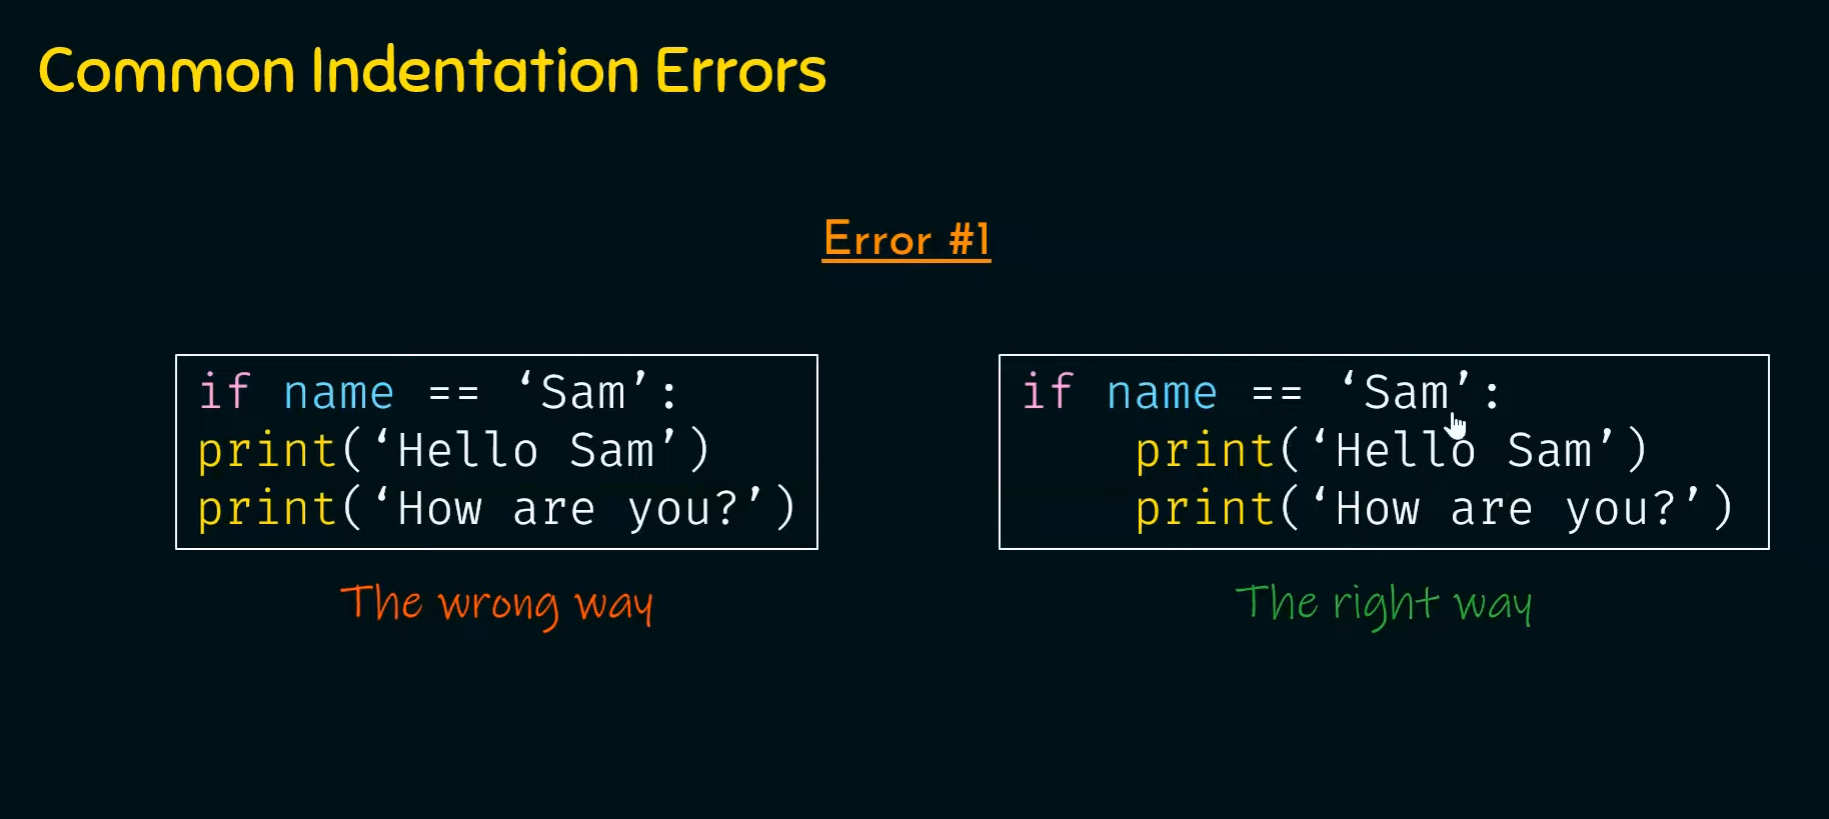 Common Indentation Errors
Error #1
if name == ‘Sam’:
print(‘Hello Sam’)
print(‘How are you?’)
The wrong way
if name == ‘Sam’:
    print(‘Hello Sam’)
    print(‘How are you?’)
The right way